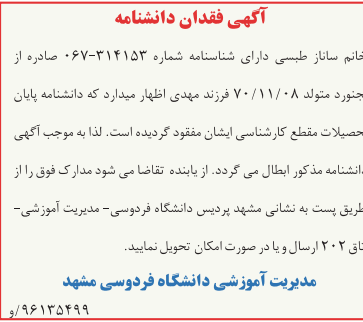 آگهی فقدان دانشنامه
خانم ساناز طبسی دارای شناسنامه شماره ۳۱۴۱۵۳-۰۶۷ صادره از
بجنورد متولد ۷۰/۱۱/۰۸ فرزند مهدی اظهار میدارد که دانشنامه پایان
تحصیلات مقطع کارشناسی ایشان مفقود گردیده است. لذا به موجب آگهی
دانشنامه مذکور ابطال می گردد. از یابنده تقاضا می شود مدارک فوق را از
طریق پست به نشانی مشهد پردیس دانشگاه فردوسی- مدیریت آموزشی-
اتاق ۲۰۲ ارسال و یا در صورت امکان تحویل نمایید.
مدیریت آموزشی دانشگاه فردوسی مشهد
۹۶۱۳۵۴۹۹/و